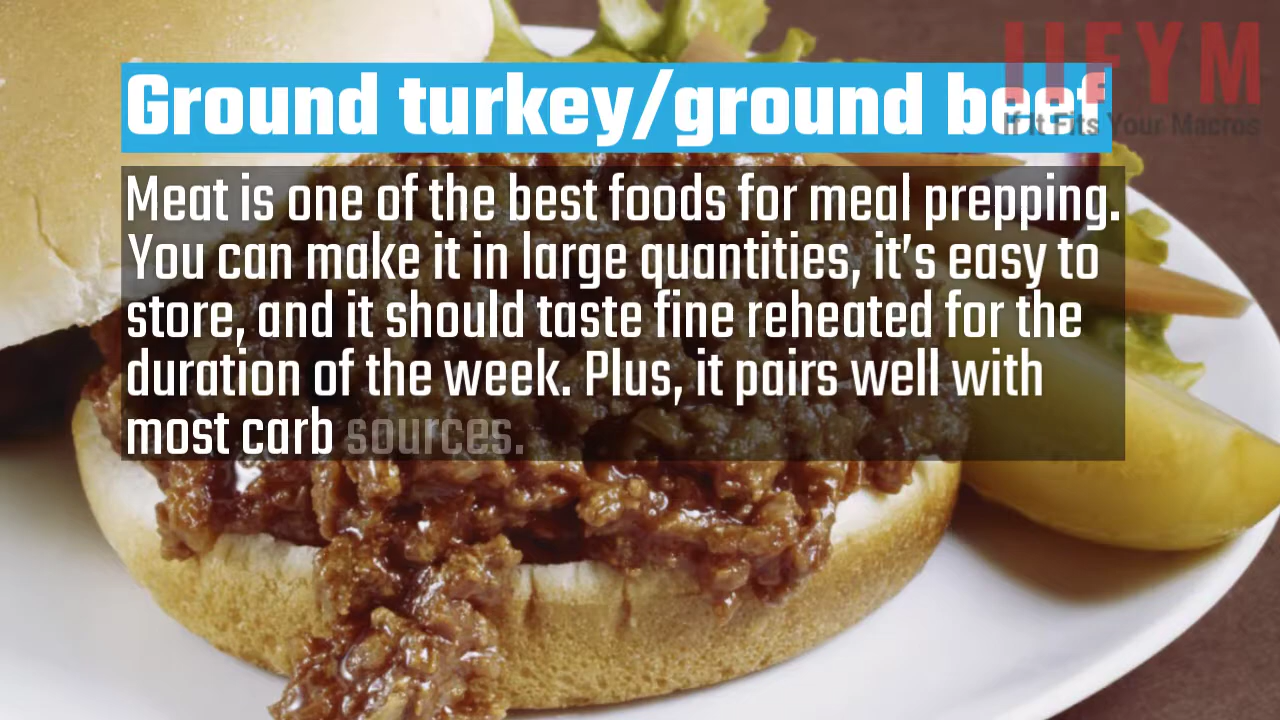 Ground turkey/ground beef
IIFYM
If It Fits Your Macros
Meat is one of the best foods for meal prepping.
You can make it in large quantities, it's easy to
store, and it should taste fine reheated for the
duration of the week. Plus, it pairs well with
most carb sources.